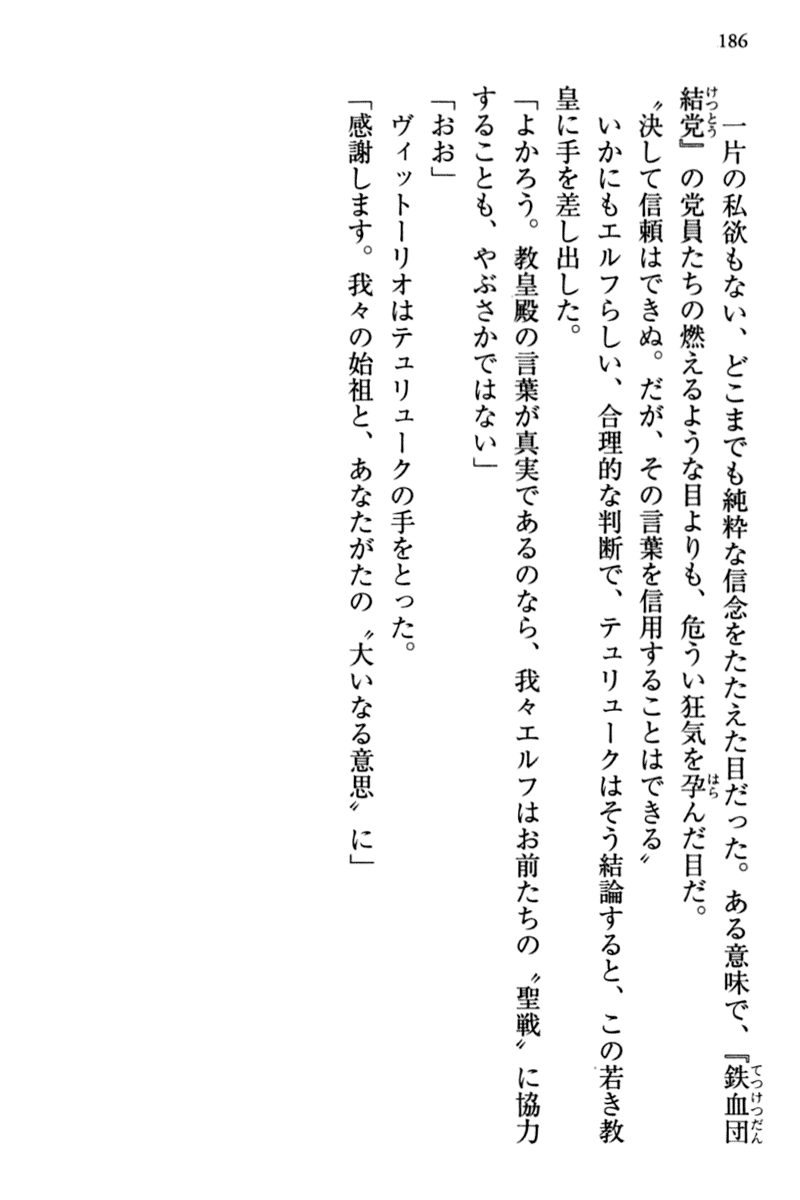 186
一片の私欲もない、どこまでも純粋な信念をたたえた目だった。ある意味で、『鉄血団
結党』の党員たちの燃えるような目よりも、危うい狂気を孕んだ目だ。
〝決して信頼はできぬ。だが、その言葉を信用することはできる〟
いかにもエルフらしい、合理的な判断で、テュリュークはそう結論すると、この若き教
皇に手を差し出した。
「よかろう。教皇殿の言葉が真実であるのなら、我々エルフはお前たちの〝聖戦〟に協力
することも、やぶさかではない」
「おお」
ヴィットーリオはテュリュークの手をとった。
「感謝します。我々の始祖と、あなたがたの〝大いなる意思〟に」